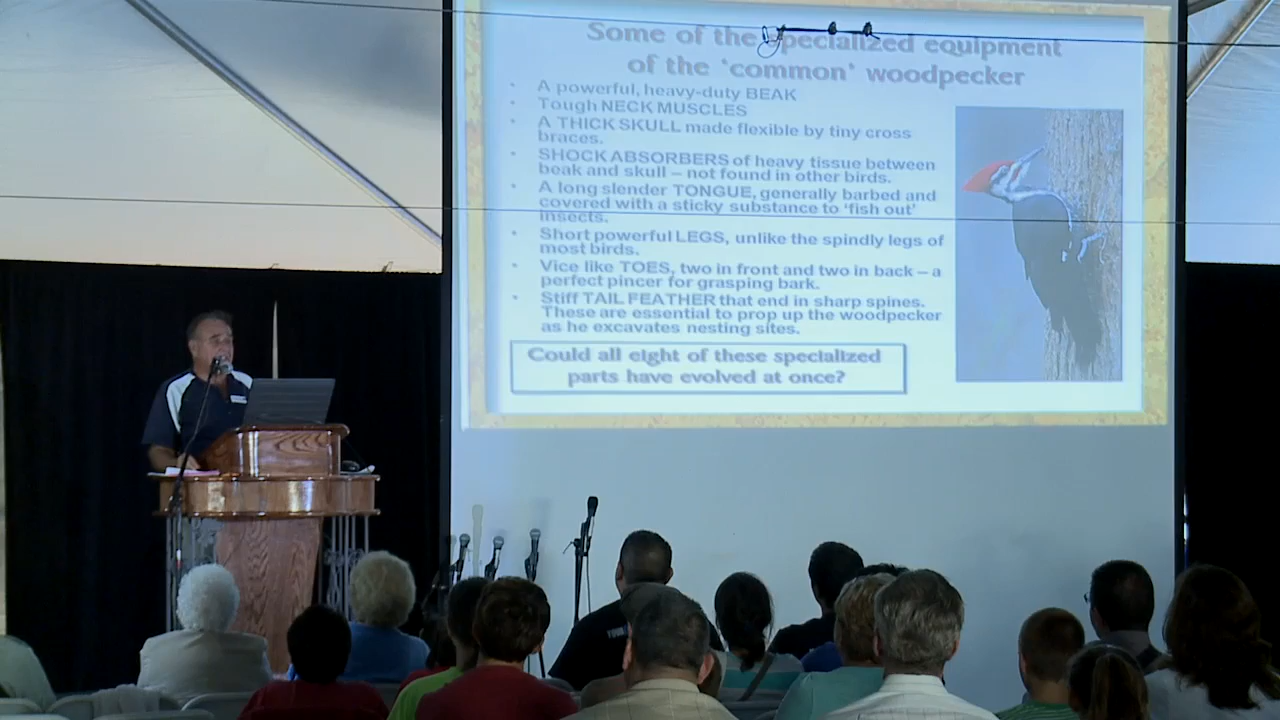 Some of the specialized equipment
of the ‘common’ woodpecker
• A powerful, heavy-duty BEAK
• Tough NECK MUSCLES
• A THICK SKULL made flexible by tiny cross
braces.
• SHOCK ABSORBERS of heavy tissue between
beak and skull – not found in other birds.
• A long slender TONGUE, generally barbed and
covered with a sticky substance to ‘fish out’
insects.
• Short powerful LEGS, unlike the spindly legs of
most birds.
• Vice like TOES, two in front and two in back – a
perfect pincer for grasping bark.
• Stiff TAIL FEATHER that end in sharp spines.
These are essential to prop up the woodpecker
as he excavates nesting sites.
Could all eight of these specialized
parts have evolved at once?